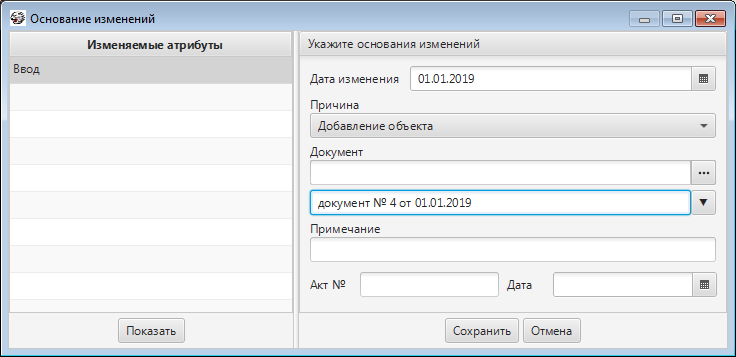 Основание изменений
Изменяемые атрибуты
Ввод
Показать
Укажите основания изменений
Дата изменения 01.01.2019
Причина
Добавление объекта
Документ
...
документ № 4 от 01.01.2019
Примечание
Акт № Дата
Сохранить Отмена